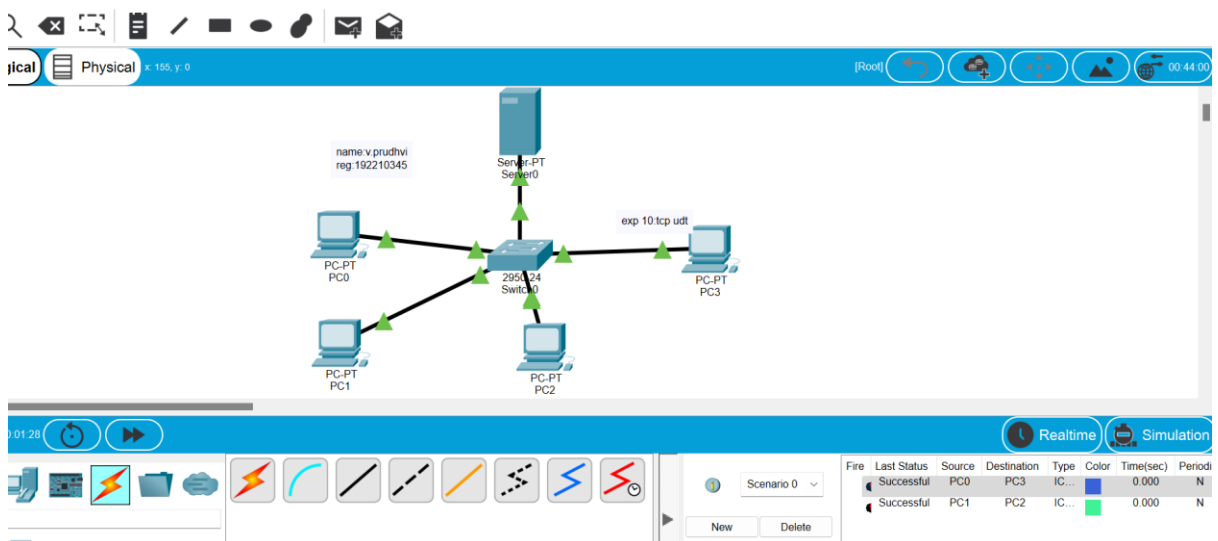 gical
Physical
x: 155, y: 0
[Root]
00:44:00
name:v.prudhvi
reg:192210345
Server-PT
Server0
exp 10:tcp udt
PC-PT
PC0
2950-24
Switch0
PC-PT
PC3
PC-PT
PC1
PC-PT
PC2
0:01:28
Realtime
Simulation
Scenario 0
New
Delete
Fire Last Status Source Destination Type Color Time(sec) Periodi
Successful PC0 PC3 IC... 0.000 N
Successful PC1 PC2 IC... 0.000 N